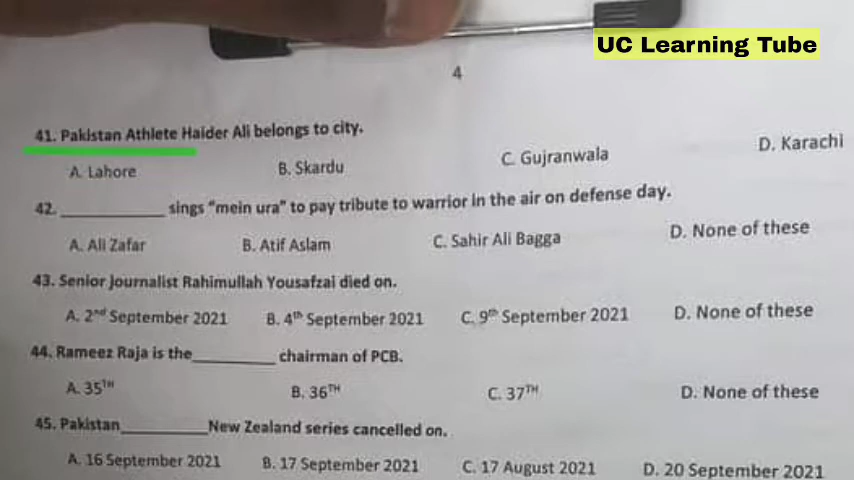 UC Learning Tube
4
41. Pakistan Athlete Haider Ali belongs to city.
A. Lahore B. Skardu C. Gujranwala D. Karachi
42. __________ sings "mein ura" to pay tribute to warrior in the air on defense day.
A. Ali Zafar B. Atif Aslam C. Sahir Ali Bagga D. None of these
43. Senior Journalist Rahimullah Yousafzai died on.
A. 2nd September 2021 B. 4th September 2021 C. 9th September 2021 D. None of these
44. Rameez Raja is the________ chairman of PCB.
A. 35TH B. 36TH C. 37TH D. None of these
45. Pakistan________New Zealand series cancelled on.
A. 16 September 2021 B. 17 September 2021 C. 17 August 2021 D. 20 September 2021